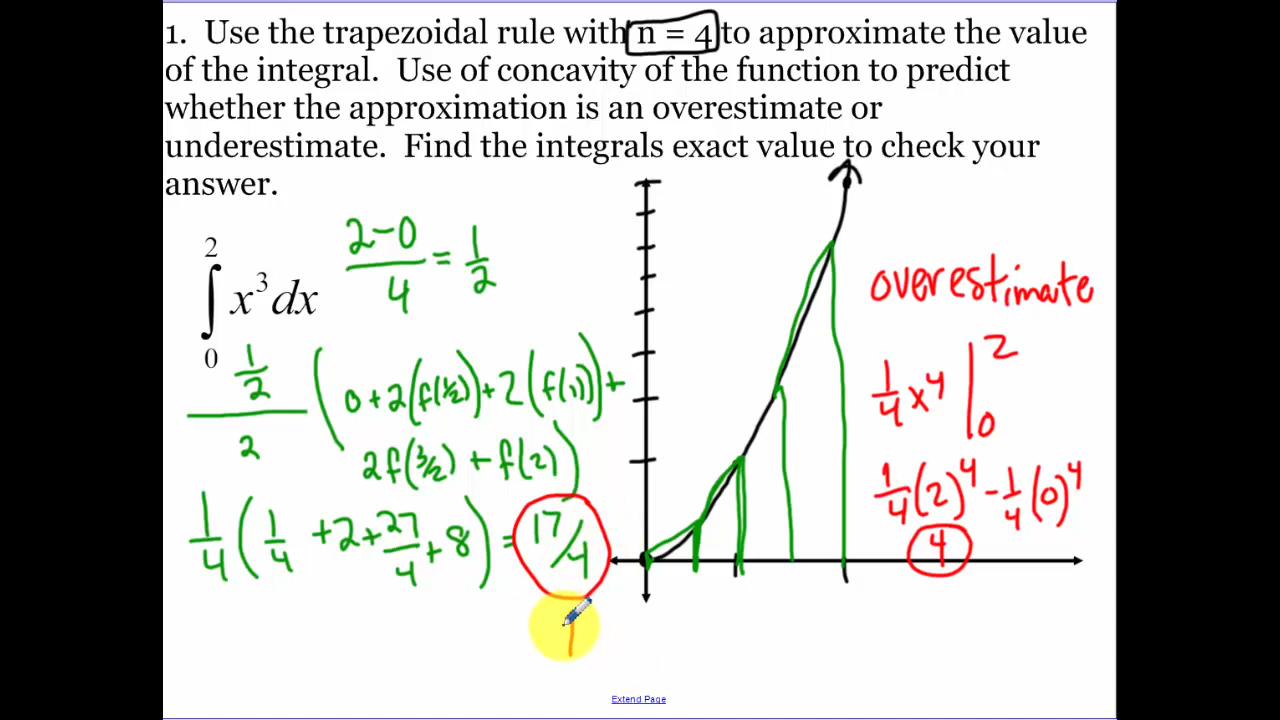 1. Use the trapezoidal rule with n = 4 to approximate the value
of the integral. Use of concavity of the function to predict
whether the approximation is an overestimate or
underestimate. Find the integrals exact value to check your
answer.
∫₀² x³dx
(2-0)/4 = 1/2
(1/2)/2 (0+2(f(1/2))+2(f(1))+
2f(3/2)+f(2))
1/4(1/4+2+27/4+8) = 17/4
overestimate
1/4 x⁴ |₀²
1/4(2)⁴-1/4(0)⁴
4
Extend Page